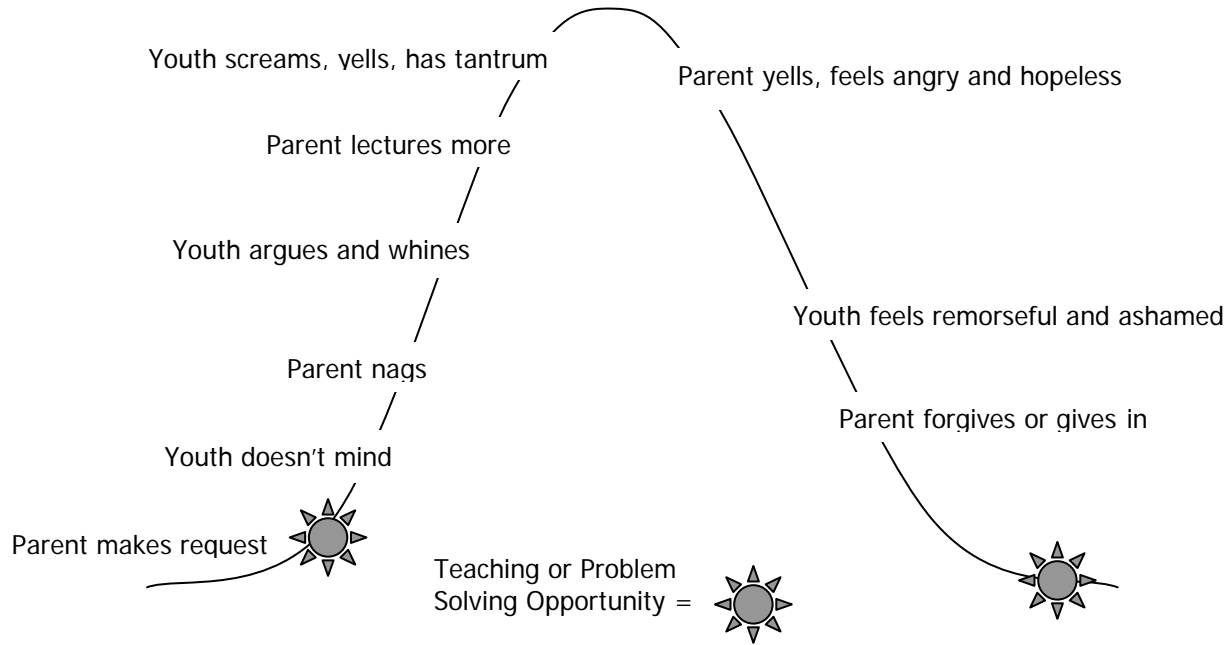 Youth screams, yells, has tantrum
Parent yells, feels angry and hopeless
Parent lectures more
Youth argues and whines
Youth feels remorseful and ashamed
Parent nags
Parent forgives or gives in
Youth doesn't mind
Parent makes request
Teaching or Problem
Solving Opportunity =